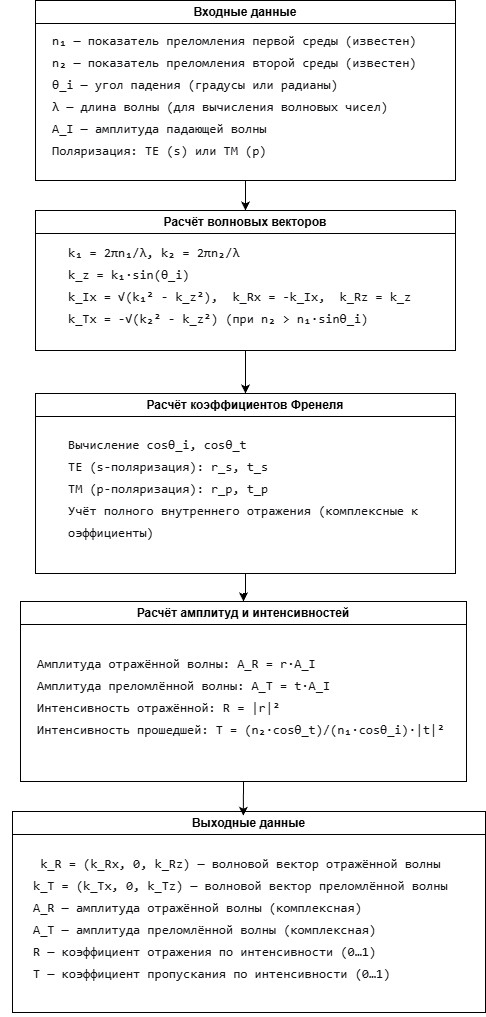 Входные данные
n₁ — показатель преломления первой среды (известен)
n₂ — показатель преломления второй среды (известен)
θ_i — угол падения (градусы или радианы)
λ — длина волны (для вычисления волновых чисел)
A_I — амплитуда падающей волны
Поляризация: TE (s) или TM (p)
Расчёт волновых векторов
k₁ = 2πn₁/λ, k₂ = 2πn₂/λ
k_z = k₁·sin(θ_i)
k_Ix = √(k₁² - k_z²), k_Rx = -k_Ix, k_Rz = k_z
k_Tx = -√(k₂² - k_z²) (при n₂ > n₁·sinθ_i)
Расчёт коэффициентов Френеля
Вычисление cosθ_i, cosθ_t
TE (s-поляризация): r_s, t_s
TM (p-поляризация): r_p, t_p
Учёт полного внутреннего отражения (комплексные к
оэффициенты)
Расчёт амплитуд и интенсивностей
Амплитуда отражённой волны: A_R = r·A_I
Амплитуда преломлённой волны: A_T = t·A_I
Интенсивность отражённой: R = |r|²
Интенсивность прошедшей: T = (n₂·cosθ_t)/(n₁·cosθ_i)·|t|²
Выходные данные
k_R = (k_Rx, 0, k_Rz) — волновой вектор отражённой волны
k_T = (k_Tx, 0, k_Tz) — волновой вектор преломлённой волны
A_R — амплитуда отражённой волны (комплексная)
A_T — амплитуда преломлённой волны (комплексная)
R — коэффициент отражения по интенсивности (0…1)
T — коэффициент пропускания по интенсивности (0…1)